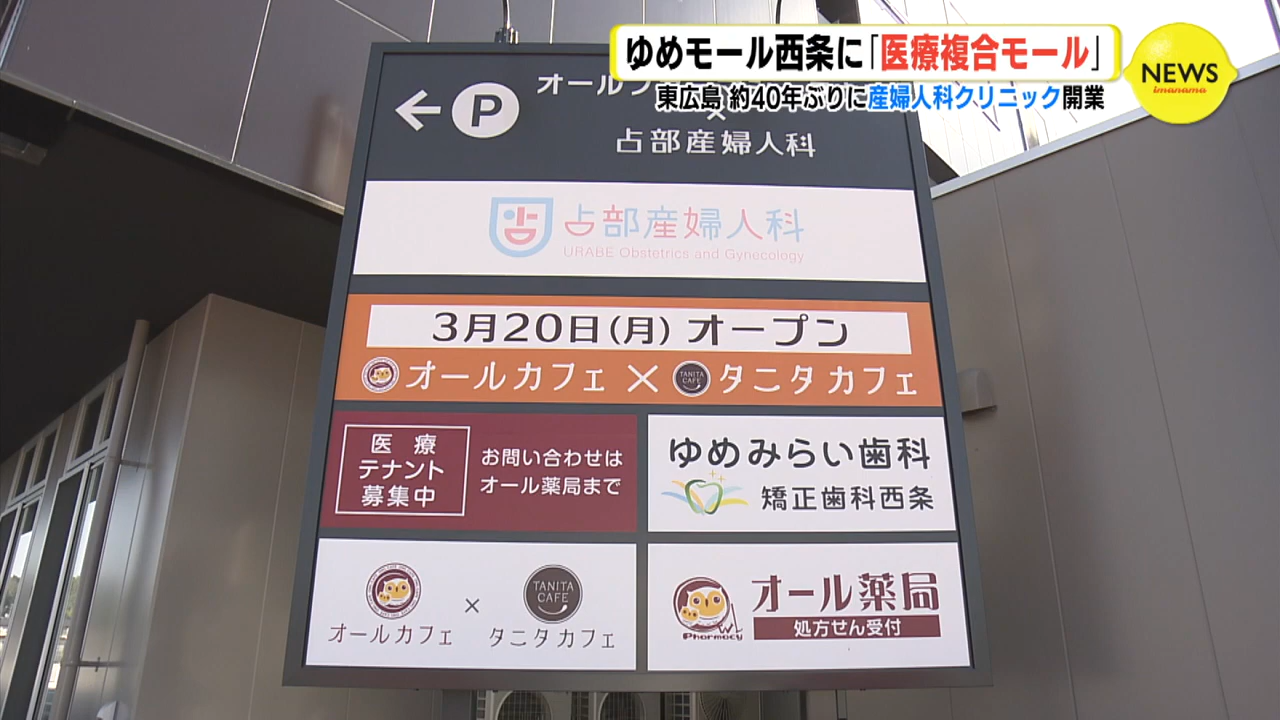 ゆめモール西条に「医療複合モール」
東広島 約40年ぶりに産婦人科クリニック開業
NEWS
imanama
← P
オール
×
占部産婦人科
占部産婦人科
URABE Obstetrics and Gynecology
3月20日(月) オープン
オールカフェ × TANITA CAFE タニタカフェ
医療
テナント
募集中
お問い合わせは
オール薬局まで
ゆめみらい歯科
矯正歯科西条
TANITA
CAFE
オールカフェ × タニタカフェ
オール薬局
Pharmacy
処方せん受付